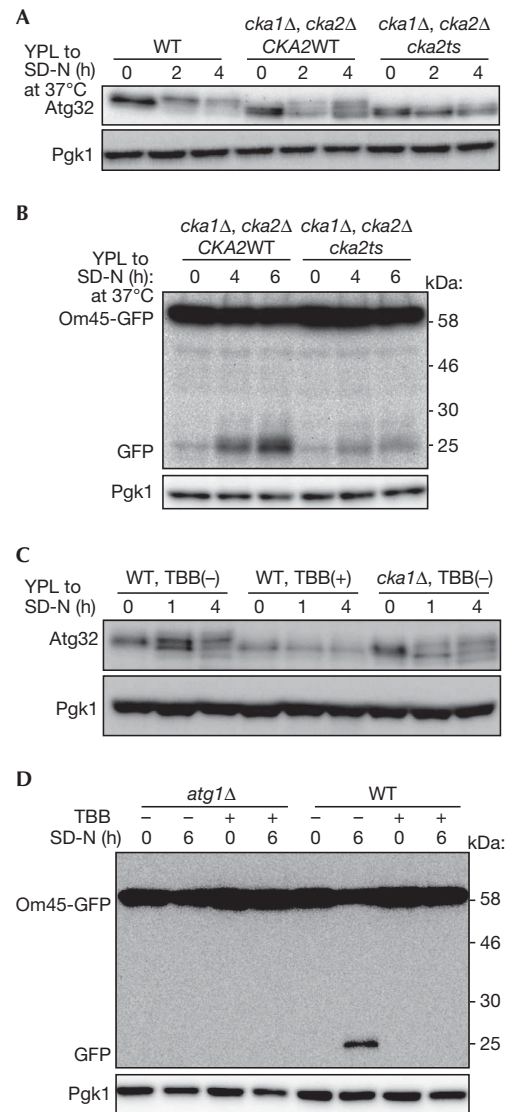 A
YPL to
SD-N (h)
at 37°C
WT
cka1Δ, cka2Δ
CKA2WT
cka1Δ, cka2Δ
cka2ts
0 2 4 0 2 4 0 2 4
Atg32
Pgk1
B
cka1Δ, cka2Δ
CKA2WT
cka1Δ, cka2Δ
cka2ts
YPL to
SD-N (h):
at 37°C
0 4 6 0 4 6
kDa:
Om45-GFP
58
46
30
25
GFP
Pgk1
C
YPL to
SD-N (h)
WT, TBB(–) WT, TBB(+) cka1Δ, TBB(–)
0 1 4 0 1 4 0 1 4
Atg32
Pgk1
D
atg1Δ WT
TBB – – + + – – + +
SD-N (h) 0 6 0 6 0 6 0 6
kDa:
Om45-GFP
58
46
30
25
GFP
Pgk1